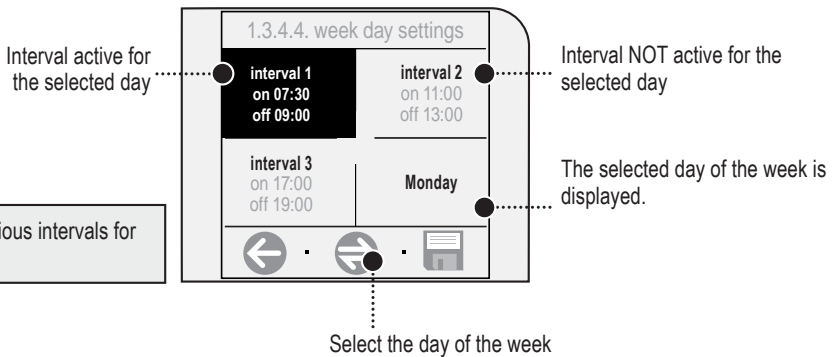 1.3.4.4. week day settings
Interval active for
the selected day
interval 1
on 07:30
off 09:00
interval 2
on 11:00
off 13:00
Interval NOT active for the
selected day
interval 3
on 17:00
off 19:00
Monday
The selected day of the week is
displayed.
ious intervals for
Select the day of the week